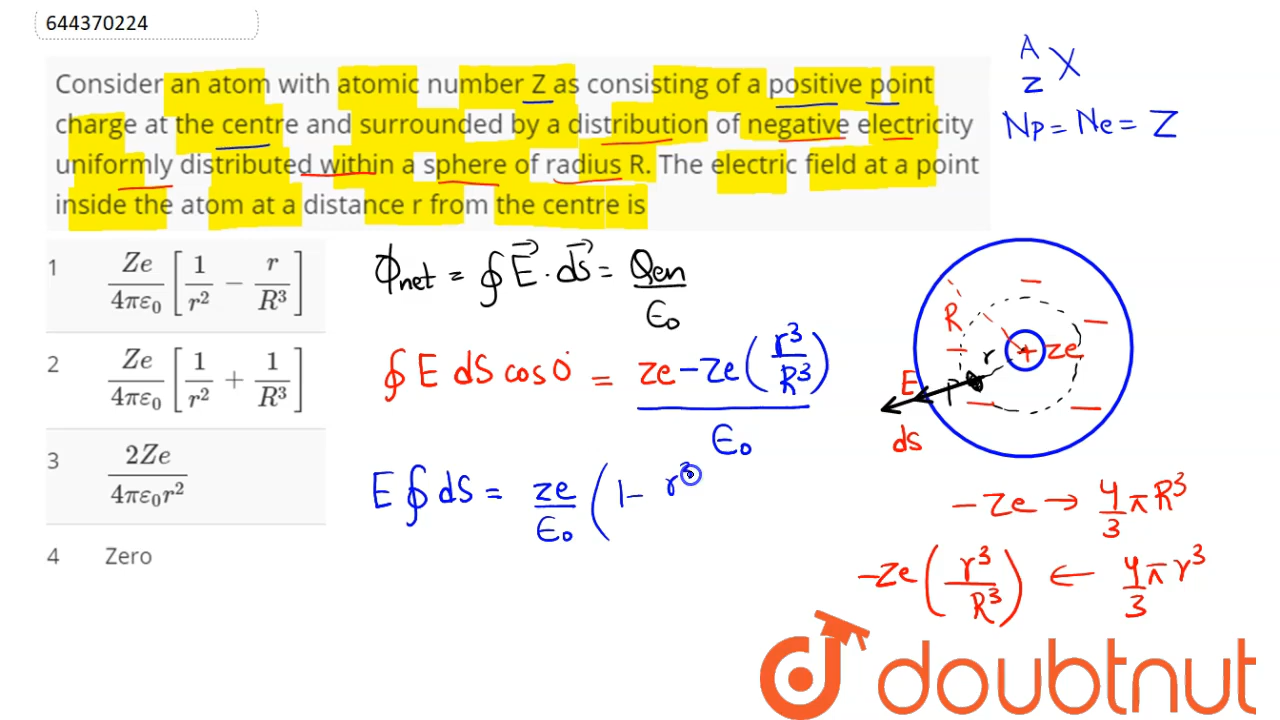 644370224
Consider an atom with atomic number Z as consisting of a positive point
charge at the centre and surrounded by a distribution of negative electricity
uniformly distributed within a sphere of radius R. The electric field at a point
inside the atom at a distance r from the centre is
A
Z X
Np = Ne = Z
1 Ze/4πε₀ [1/r² − r/R³]
2 Ze/4πε₀ [1/r² + 1/R³]
3 2Ze/4πε₀r²
4 Zero
ϕnet = ∮ E⃗ · ds⃗ = Qen/ε₀
∮ E dS cos 0° = ze − ze (r³/R³) / ε₀
E ∮ dS = ze/ε₀ (1 − r³
R
r
+ ze
E
P
ds
− ze → 4/3 π R³
− ze (r³/R³) ← 4/3 π r³
doubtnut